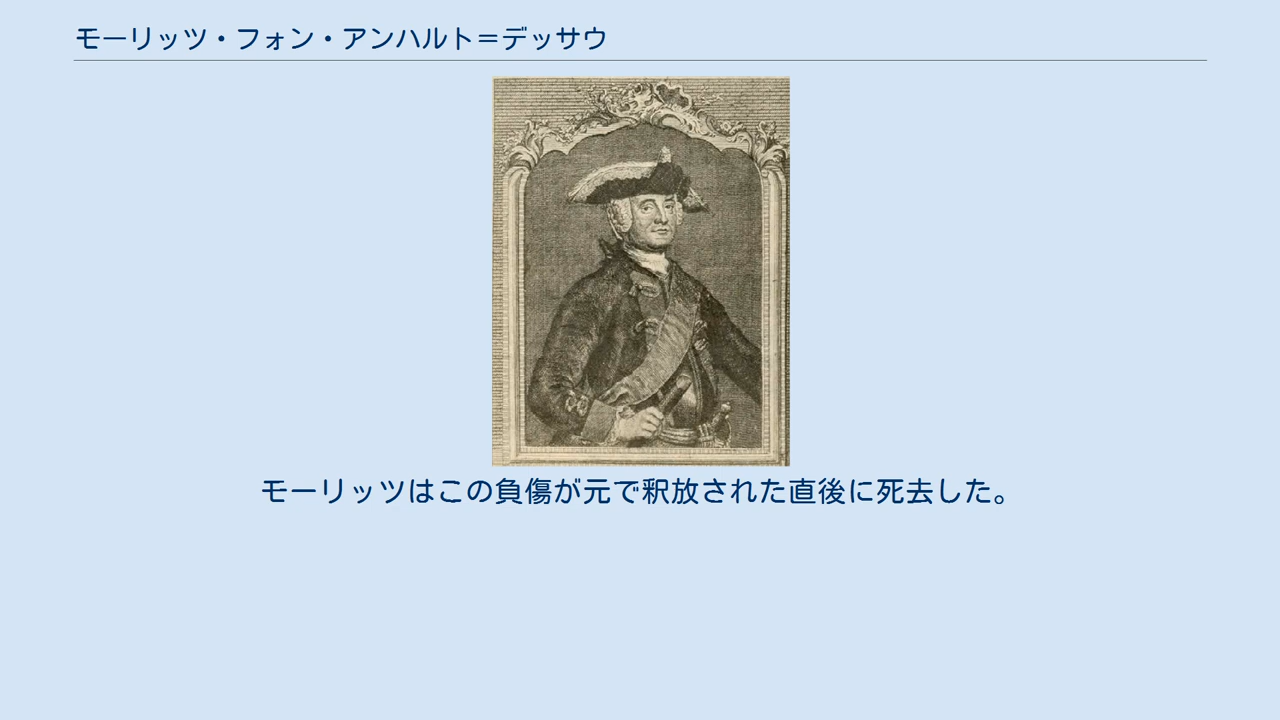 モーリッツ・フォン・アンハルト＝デッサウ
モーリッツはこの負傷が元で釈放された直後に死去した。